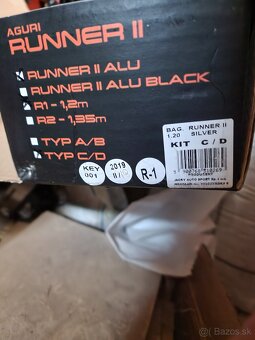 AGURI
RUNNER II
RUNNER II ALU
RUNNER II ALU BLACK
R1 - 1,2m
R2 - 1,35m
TYP A/B
TYP C/D
KEY
001
2019
R-1
BAG. RUNNER II
1.20 SILVER
KIT C/D
bazos.sk